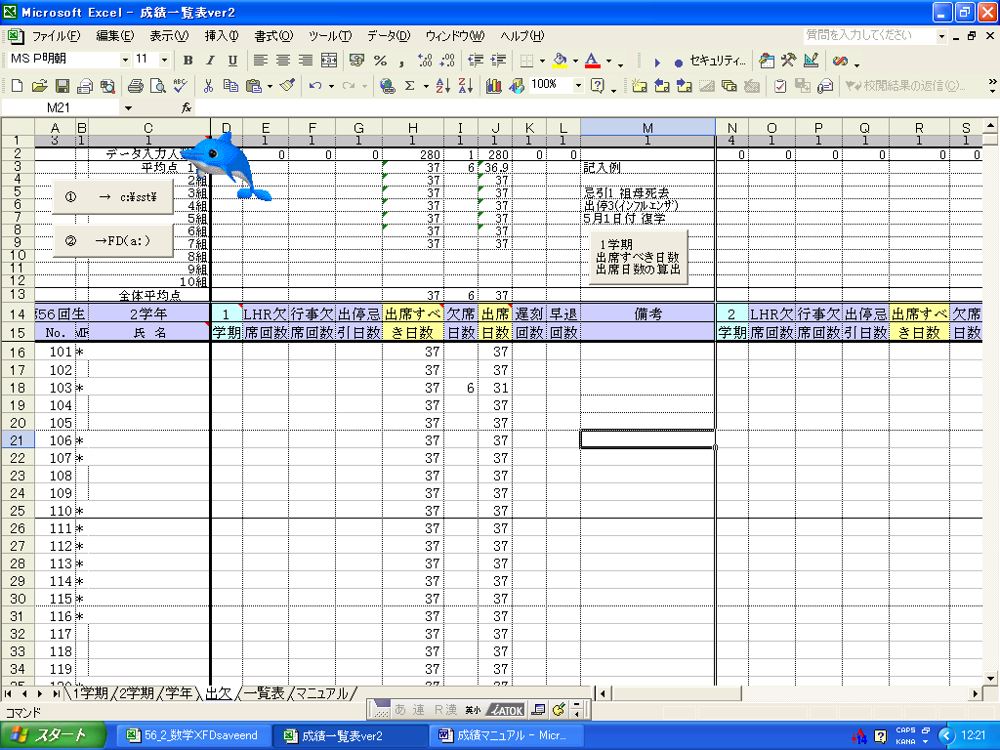 Microsoft Excel - 成績一覧表ver2
ファイル(F) 編集(E) 表示(V) 挿入(I) 書式(O) ツール(T) データ(D) ウィンドウ(W) ヘルプ(H) 質問を入力してください
ＭＳ Ｐ明朝 11 B I U % , セキュリティ...
100% 校閲結果の返信(C)...
M21 fx
A B C D E F G H I J K L M N O P Q R S
1 3 1 1 1 1 1 1 1 1 1 1 1 1 4 1 1 1 1 1
2 データ入力人 0 0 0 280 1 280 0 0 0 0 0 0 0 0
3 平均点 37 6 36.9 記入例
4 2組 37 37
5 3組 37 37 忌引1 祖母死去
6 4組 37 37 出停3(インフルエンザ)
7 5組 37 37 5月1日付 復学
8 6組 37 37
9 7組 37 37
10 8組
11 9組
12 10組
① → c:¥sst¥
② →FD(a:)
1学期
出席すべき日数
出席日数の算出
13 全体平均点 37 6 37
14 56回生 2学年 1 LHR欠 行事欠 出停忌 出席すべ 欠席 出席 遅刻 早退 備考 2 LHR欠 行事欠 出停忌 出席すべ 欠席
15 No. 氏 名 学期 席回数 席回数 引日数 き日数 日数 日数 回数 回数 学期 席回数 席回数 引日数 き日数 日数
16 101 * 37 37
17 102 37 37
18 103 * 37 6 31
19 104 37 37
20 105 37 37
21 106 * 37 37
22 107 * 37 37
23 108 37 37
24 109 37 37
25 110 * 37 37
26 111 * 37 37
27 112 * 37 37
28 113 * 37 37
29 114 * 37 37
30 115 * 37 37
31 116 * 37 37
32 117 37 37
33 118 37 37
34 119 37 37
1学期 2学期 学年 出欠 一覧表 マニュアル
コマンド あ 連 R漢 英小 ATOK
スタート 56_2_数学XFDsaveend 成績一覧表ver2 成績マニュアル - Micr... 14 CAPS KANA 12:21